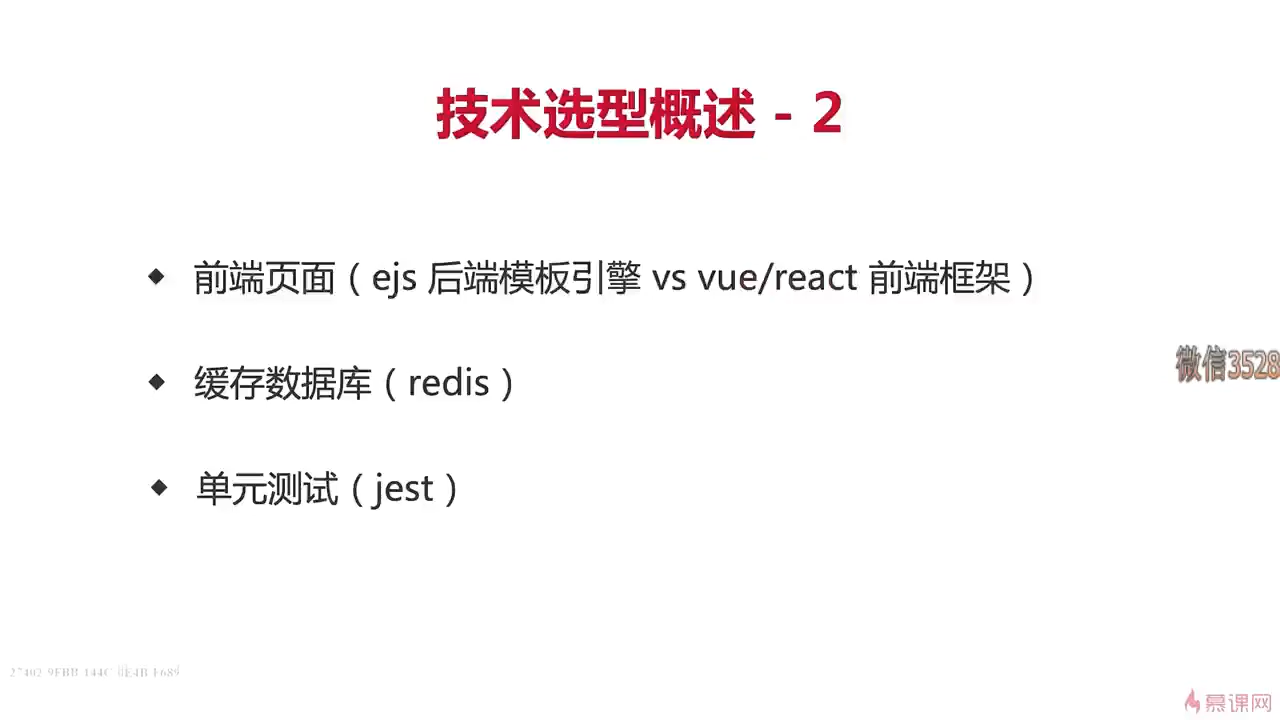 技术选型概述 - 2
◆ 前端页面（ejs 后端模板引擎 vs vue/react 前端框架）
◆ 缓存数据库（redis）
微信3528
◆ 单元测试（jest）
慕课网